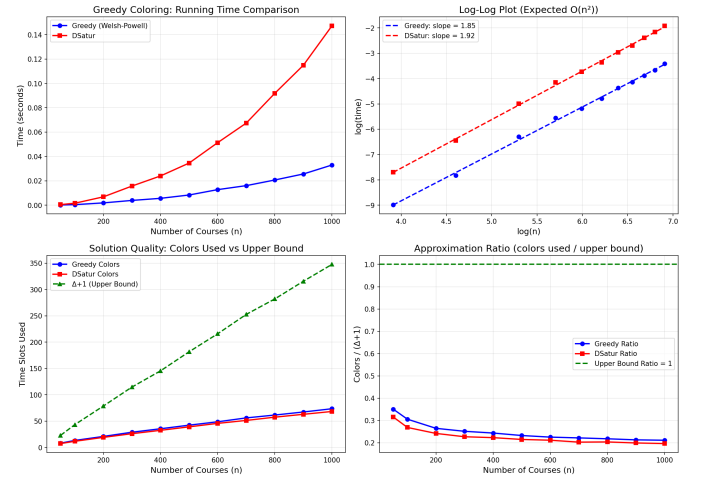 Greedy Coloring: Running Time Comparison
Greedy (Welsh-Powell)
DSatur
Time (seconds)
0.14
0.12
0.10
0.08
0.06
0.04
0.02
0.00
200
400
600
800
1000
Number of Courses (n)
Log-Log Plot (Expected O(n²))
Greedy: slope = 1.85
DSatur: slope = 1.92
log(time)
−2
−3
−4
−5
−6
−7
−8
−9
4.0
4.5
5.0
5.5
6.0
6.5
7.0
log(n)
Solution Quality: Colors Used vs Upper Bound
Greedy Colors
DSatur Colors
Δ+1 (Upper Bound)
Time Slots Used
350
300
250
200
150
100
50
0
200
400
600
800
1000
Number of Courses (n)
Approximation Ratio (colors used / upper bound)
Greedy Ratio
DSatur Ratio
Upper Bound Ratio = 1
Colors / (Δ+1)
1.0
0.9
0.8
0.7
0.6
0.5
0.4
0.3
0.2
200
400
600
800
1000
Number of Courses (n)